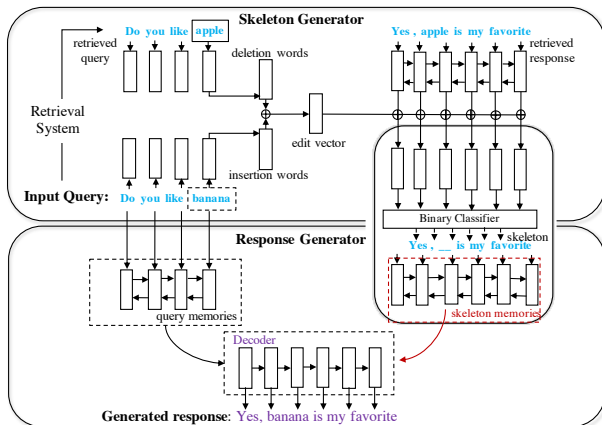 Skeleton Generator
Do you like apple
Yes , apple is my favorite
retrieved
query
deletion words
retrieved
response
Retrieval
System
edit vector
insertion words
Input Query: Do you like banana
Binary Classifier
skeleton
Response Generator
Yes , __ is my favorite
query memories
skeleton memories
Decoder
Generated response: Yes, banana is my favorite